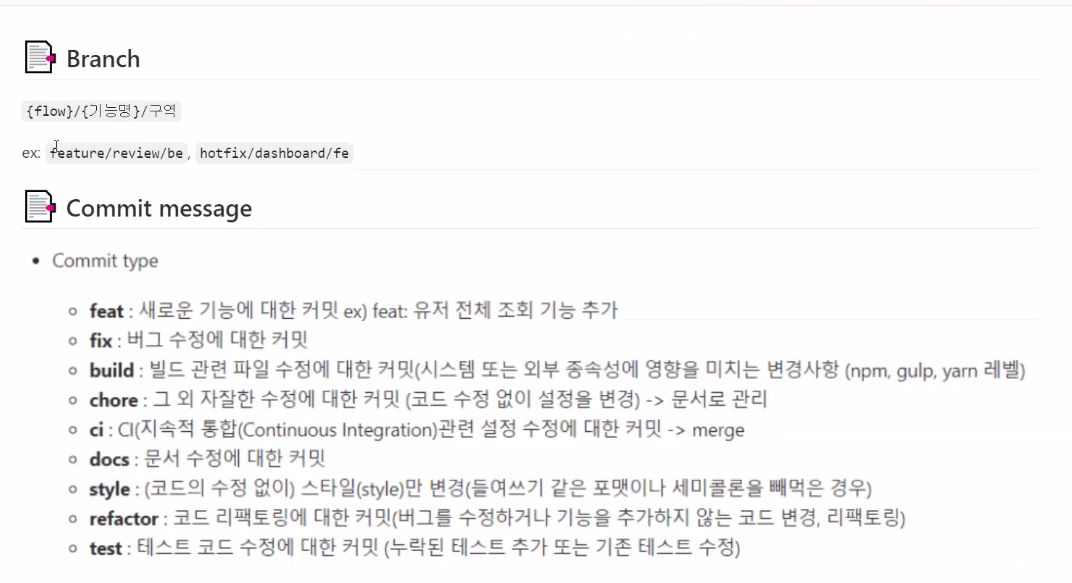 Branch
{flow}/{기능명}/구역
ex: feature/review/be, hotfix/dashboard/fe
Commit message
• Commit type
◦ feat : 새로운 기능에 대한 커밋 ex) feat: 유저 전체 조회 기능 추가
◦ fix : 버그 수정에 대한 커밋
◦ build : 빌드 관련 파일 수정에 대한 커밋(시스템 또는 외부 종속성에 영향을 미치는 변경사항 (npm, gulp, yarn 레벨)
◦ chore : 그 외 자잘한 수정에 대한 커밋 (코드 수정 없이 설정을 변경) -> 문서로 관리
◦ ci : CI(지속적 통합(Continuous Integration)관련 설정 수정에 대한 커밋 -> merge
◦ docs : 문서 수정에 대한 커밋
◦ style : (코드의 수정 없이) 스타일(style)만 변경(들여쓰기 같은 포맷이나 세미콜론을 빼먹은 경우)
◦ refactor : 코드 리팩토링에 대한 커밋(버그를 수정하거나 기능을 추가하지 않는 코드 변경, 리팩토링)
◦ test : 테스트 코드 수정에 대한 커밋 (누락된 테스트 추가 또는 기존 테스트 수정)